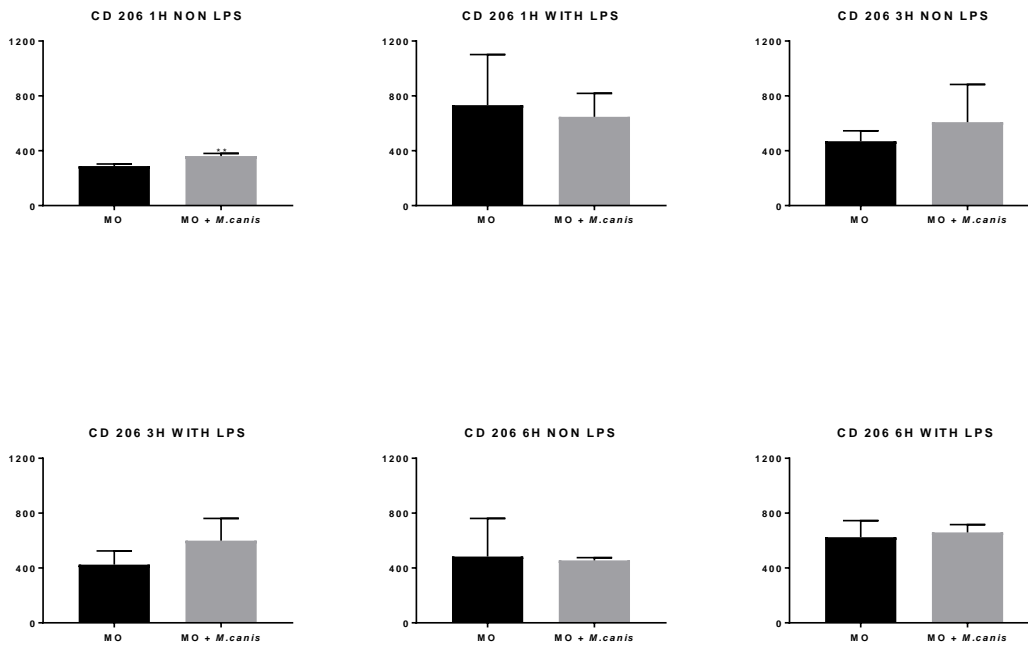 CD 206 1H NON LPS
1200
800
400
**
0
MO
MO + M.canis
CD 206 1H WITH LPS
1200
800
400
0
MO
MO + M.canis
CD 206 3H NON LPS
1200
800
400
0
MO
MO + M.canis
CD 206 3H WITH LPS
1200
800
400
0
MO
MO + M.canis
CD 206 6H NON LPS
1200
800
400
0
MO
MO + M.canis
CD 206 6H WITH LPS
1200
800
400
0
MO
MO + M.canis